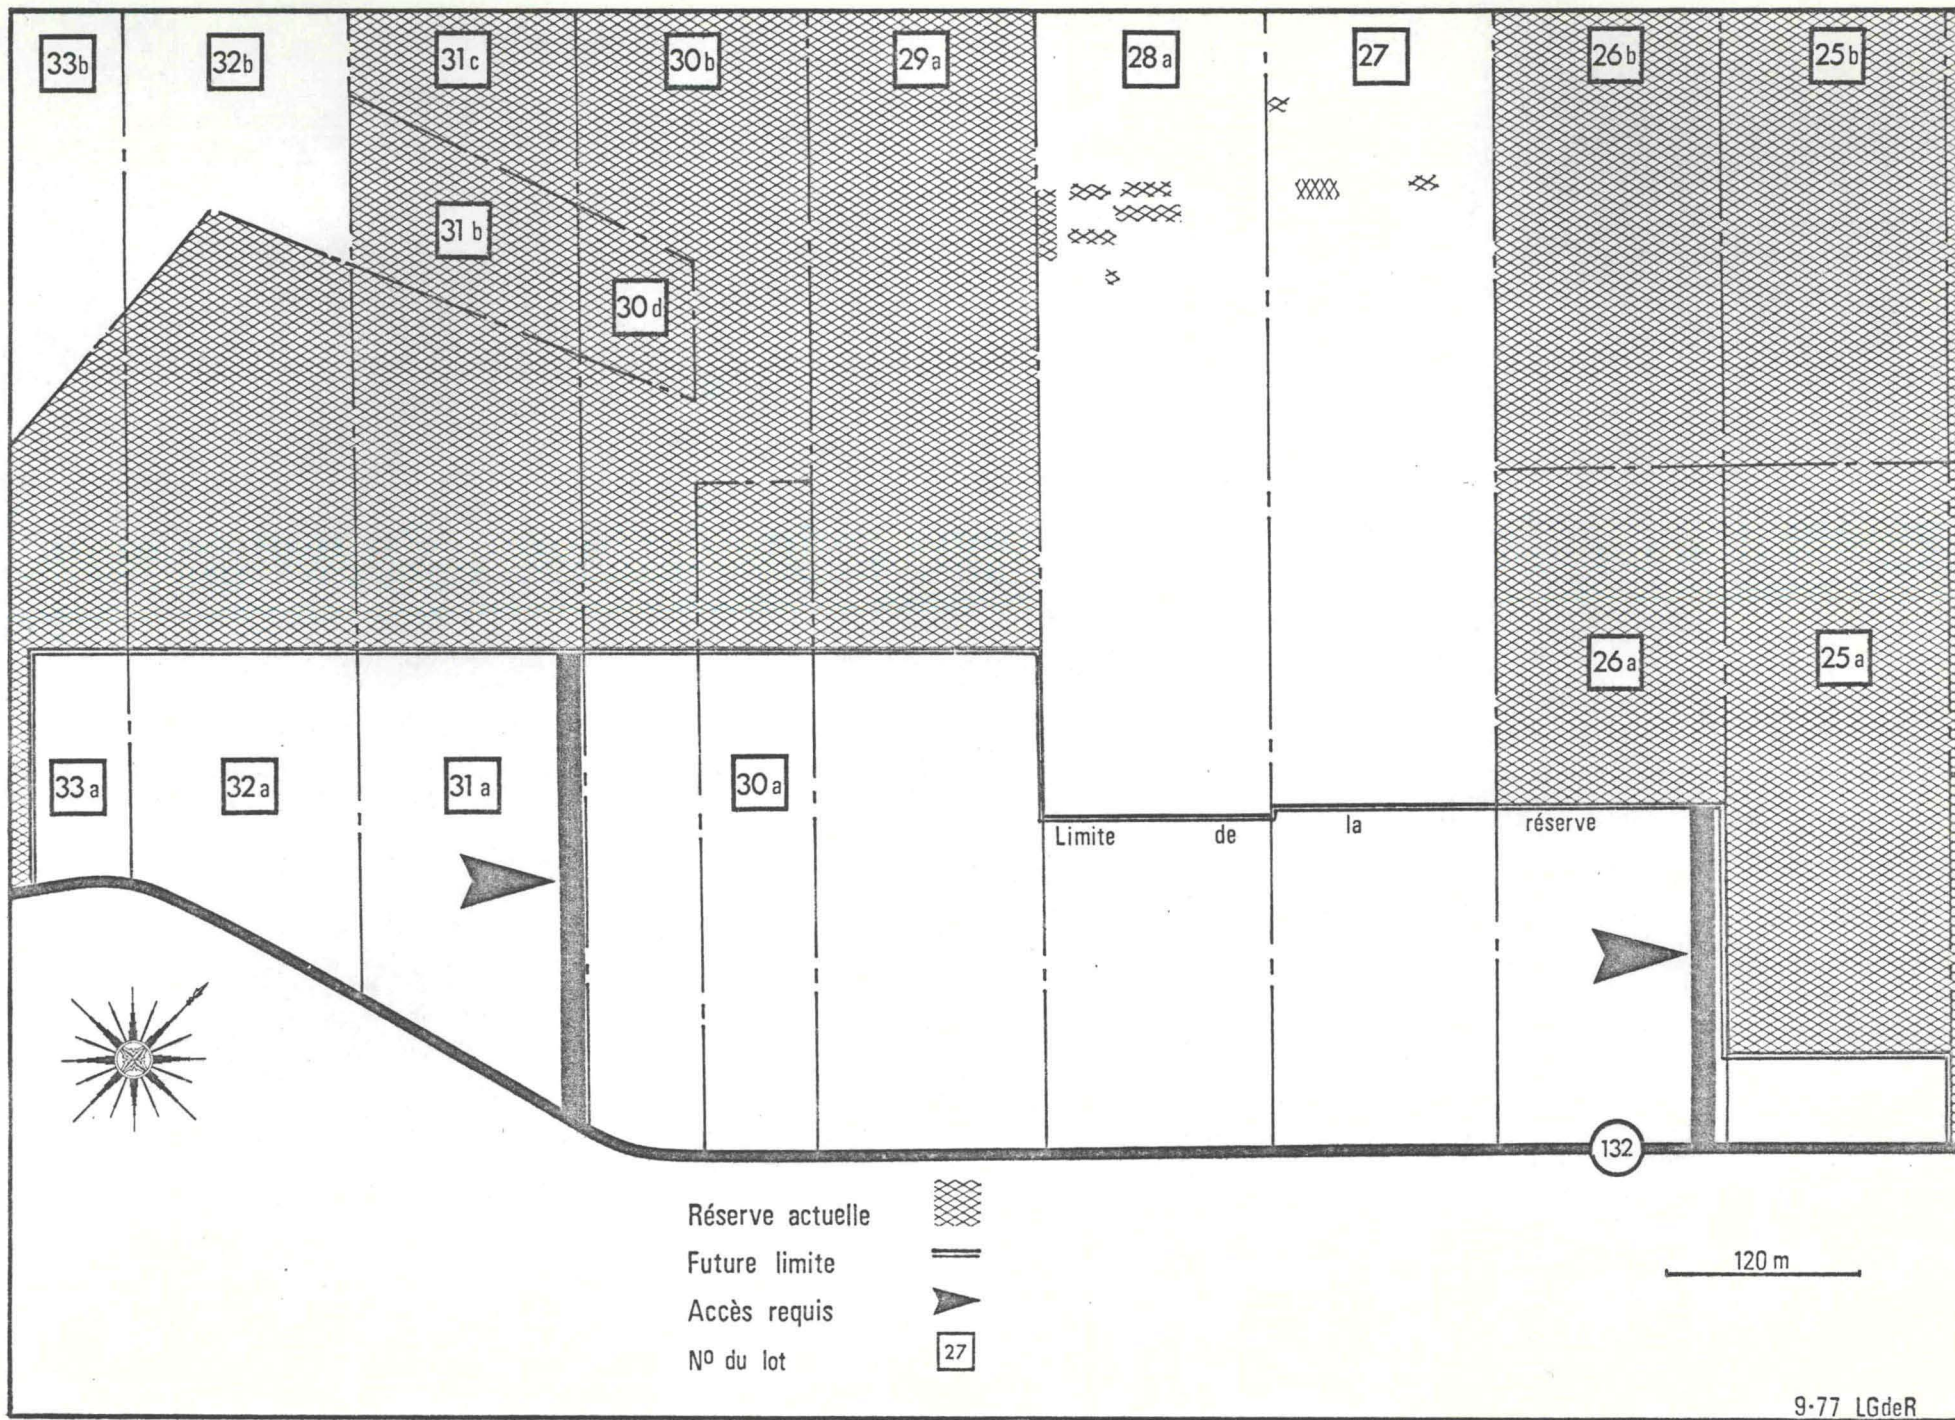 33b 32b 31c 30b 29a 28a 27 26b 25b
31b
30d
26a 25a
33a 32a 31a 30a
Limite de la réserve
132
Réserve actuelle
Future limite
120 m
Accès requis
Nº du lot 27
9-77 LGdeR